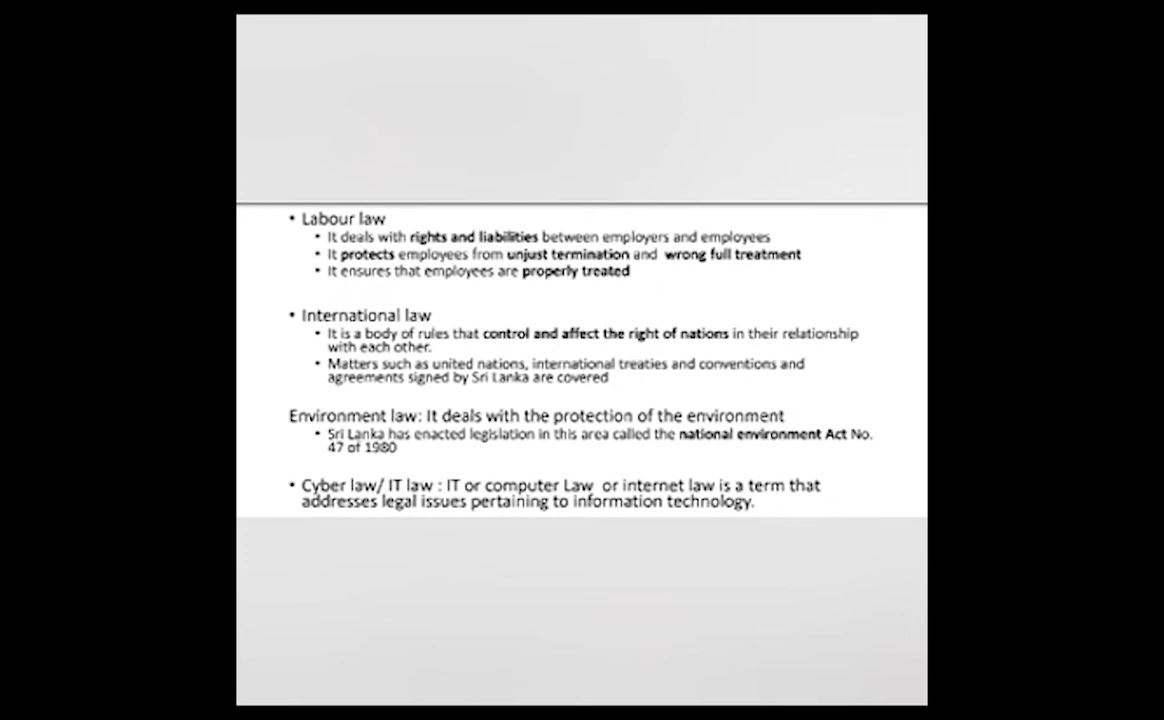 • Labour law
• It deals with rights and liabilities between employers and employees
• It protects employees from unjust termination and wrong full treatment
• It ensures that employees are properly treated
• International law
• It is a body of rules that control and affect the right of nations in their relationship
with each other.
• Matters such as united nations, international treaties and conventions and
agreements signed by Sri Lanka are covered
Environment law: It deals with the protection of the environment
• Sri Lanka has enacted legislation in this area called the national environment Act No.
47 of 1980
• Cyber law/ IT law : IT or computer Law or internet law is a term that
addresses legal issues pertaining to information technology.